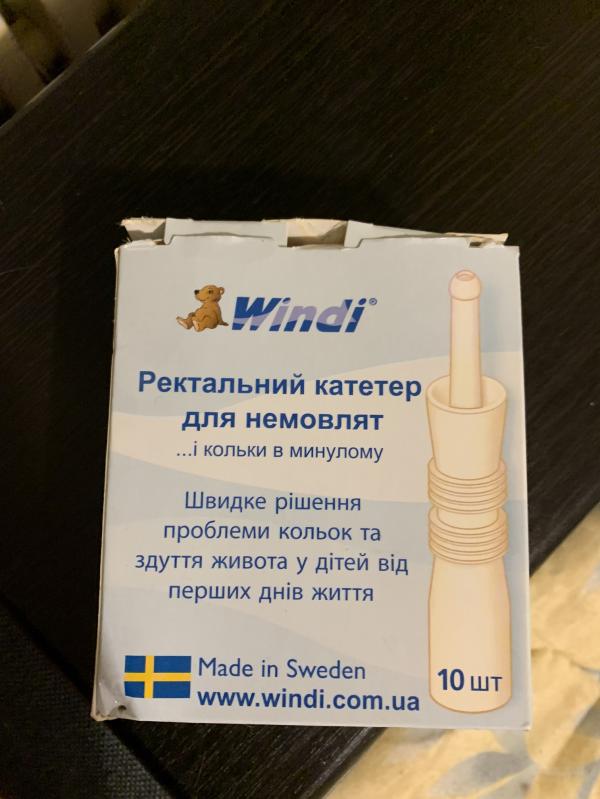 Windi®
Ректальний катетер
для немовлят
...і кольки в минулому
Швидке рішення
проблеми кольок та
здуття живота у дітей від
перших днів життя
Made in Sweden
www.windi.com.ua
10 шт